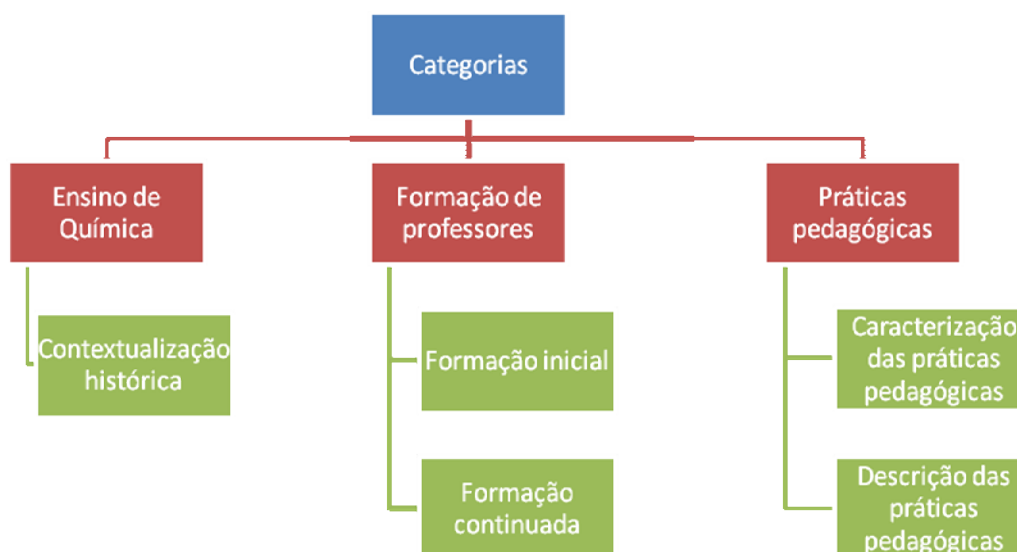 Categorias
Ensino de
Química
Formação de
professores
Práticas
pedagógicas
Contextualização
histórica
Formação inicial
Formação
continuada
Caracterização
das práticas
pedagógicas
Descrição das
práticas
pedagógicas